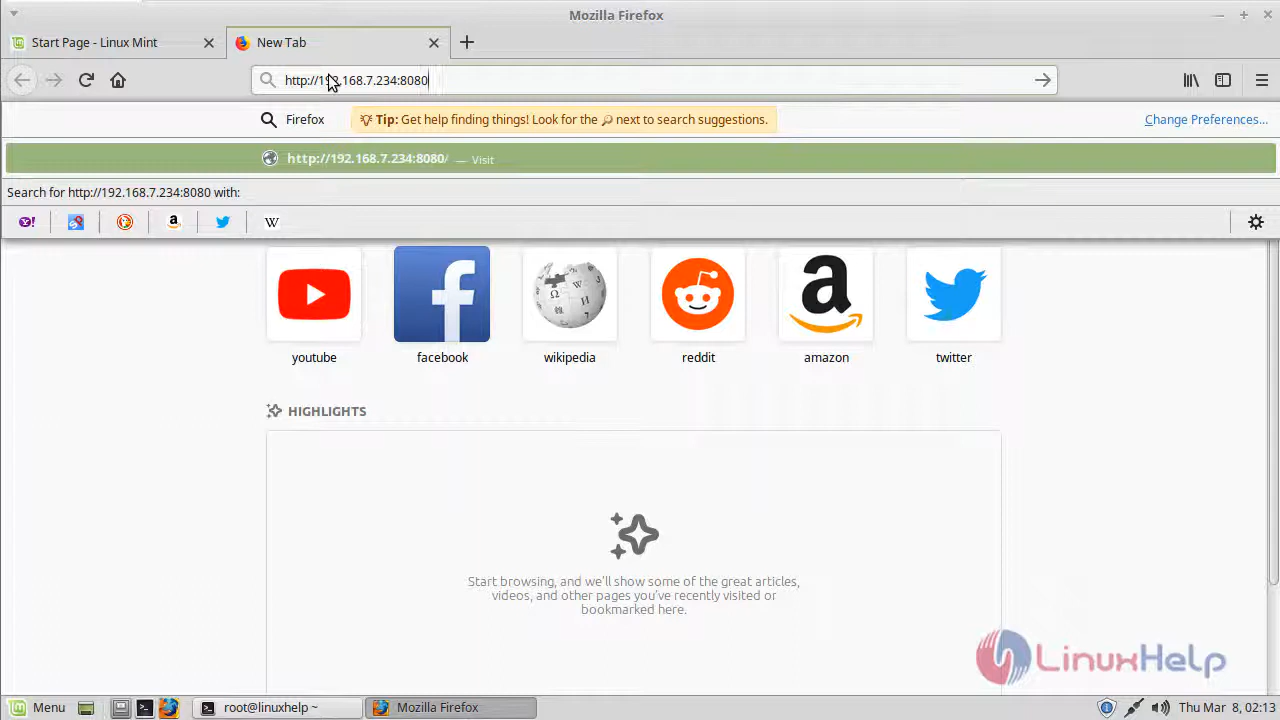 Mozilla Firefox
Start Page - Linux Mint
New Tab
http://192.168.7.234:8080
Firefox
Tip: Get help finding things! Look for the next to search suggestions.
Change Preferences...
http://192.168.7.234:8080/ — Visit
Search for http://192.168.7.234:8080 with:
Y!
a
W
f
a
youtube
facebook
wikipedia
reddit
amazon
twitter
HIGHLIGHTS
Start browsing, and we'll show some of the great articles,
videos, and other pages you've recently visited or
bookmarked here.
LinuxHelp
Menu
root@linuxhelp ~
Mozilla Firefox
Thu Mar 8, 02:13